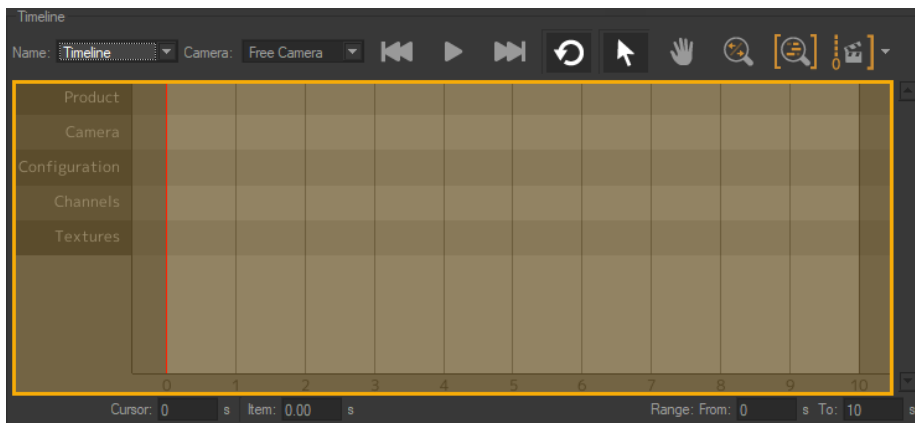 Timeline
Name: Timeline Camera: Free Camera
Product
Camera
Configuration
Channels
Textures
0 1 2 3 4 5 6 7 8 9 10
Cursor: 0 s Item: 0.00 s Range: From: 0 s To: 10 s